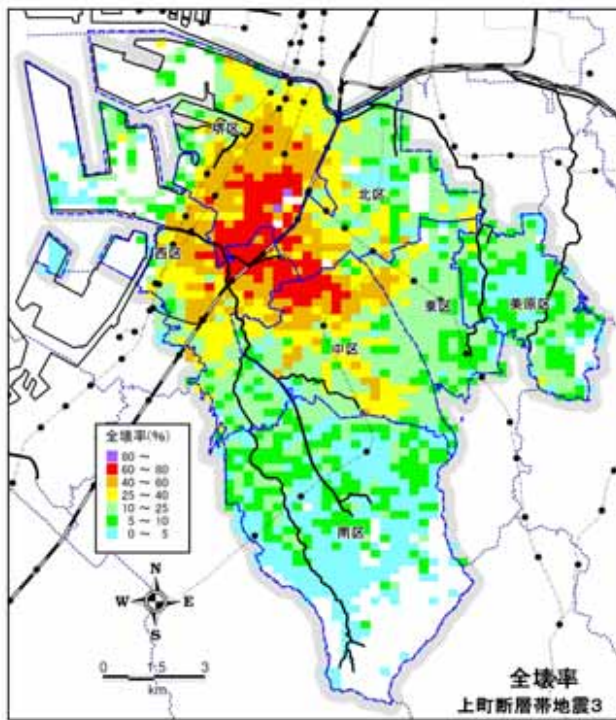 堺区
北区
西区
東区
美原区
中区
南区
全壊率(%)
80 ～
60 ～ 80
40 ～ 60
25 ～ 40
10 ～ 25
5 ～ 10
0 ～ 5
N
W E
S
0 1.5 3
km
全壊率
上町断層帯地震3